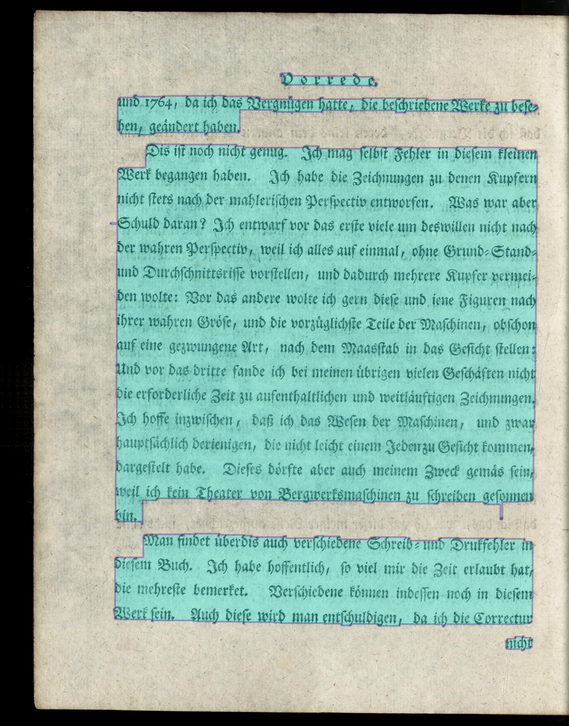 Vorrede.
und 1764, da ich das Vergnügen hatte, die beschriebene Werke zu bese-
hen, geändert haben.
Dis ist noch nicht genug. Ich mag selbst Fehler in diesem kleinen
Werk begangen haben. Ich habe die Zeichnungen zu denen Kupfern
nicht stets nach der mahlerischen Perspectiv entworfen. Was war aber
Schuld daran? Ich entwarf vor das erste viele um deswillen nicht nach
der wahren Perspectiv, weil ich alles auf einmal, ohne Grund-Stand-
und Durchschnittsrisse vorstellen, und dadurch mehrere Kupfer vermei-
den wolte: Vor das andere wolte ich gern diese und jene Figuren nach
ihrer wahren Gröse, und die vorzüglichste Teile der Maschinen, obschon
auf eine gezwungene Art, nach dem Maasstab in das Gesicht stellen:
Und vor das dritte fande ich bei meinen übrigen vielen Geschäften nicht
die erforderliche Zeit zu aufenthaltlichen und weitläuftigen Zeichnungen.
Ich hoffe inzwischen, daß ich das Wesen der Maschinen, und zwar
hauptsächlich derienigen, die nicht leicht einem Jeden zu Gesicht kommen,
dargestelt habe. Dieses dörfte aber auch meinem Zweck gemäs sein,
weil ich kein Theater von Bergwerksmaschinen zu schreiben gesonnen
bin.
Man findet überdis auch verschiedene Schreib- und Drukfehler in
diesem Buch. Ich habe hoffentlich, so viel mir die Zeit erlaubt hat,
die mehreste bemerket. Verschiedene können indessen noch in diesem
Werk sein. Auch diese wird man entschuldigen, da ich die Correctur
nicht